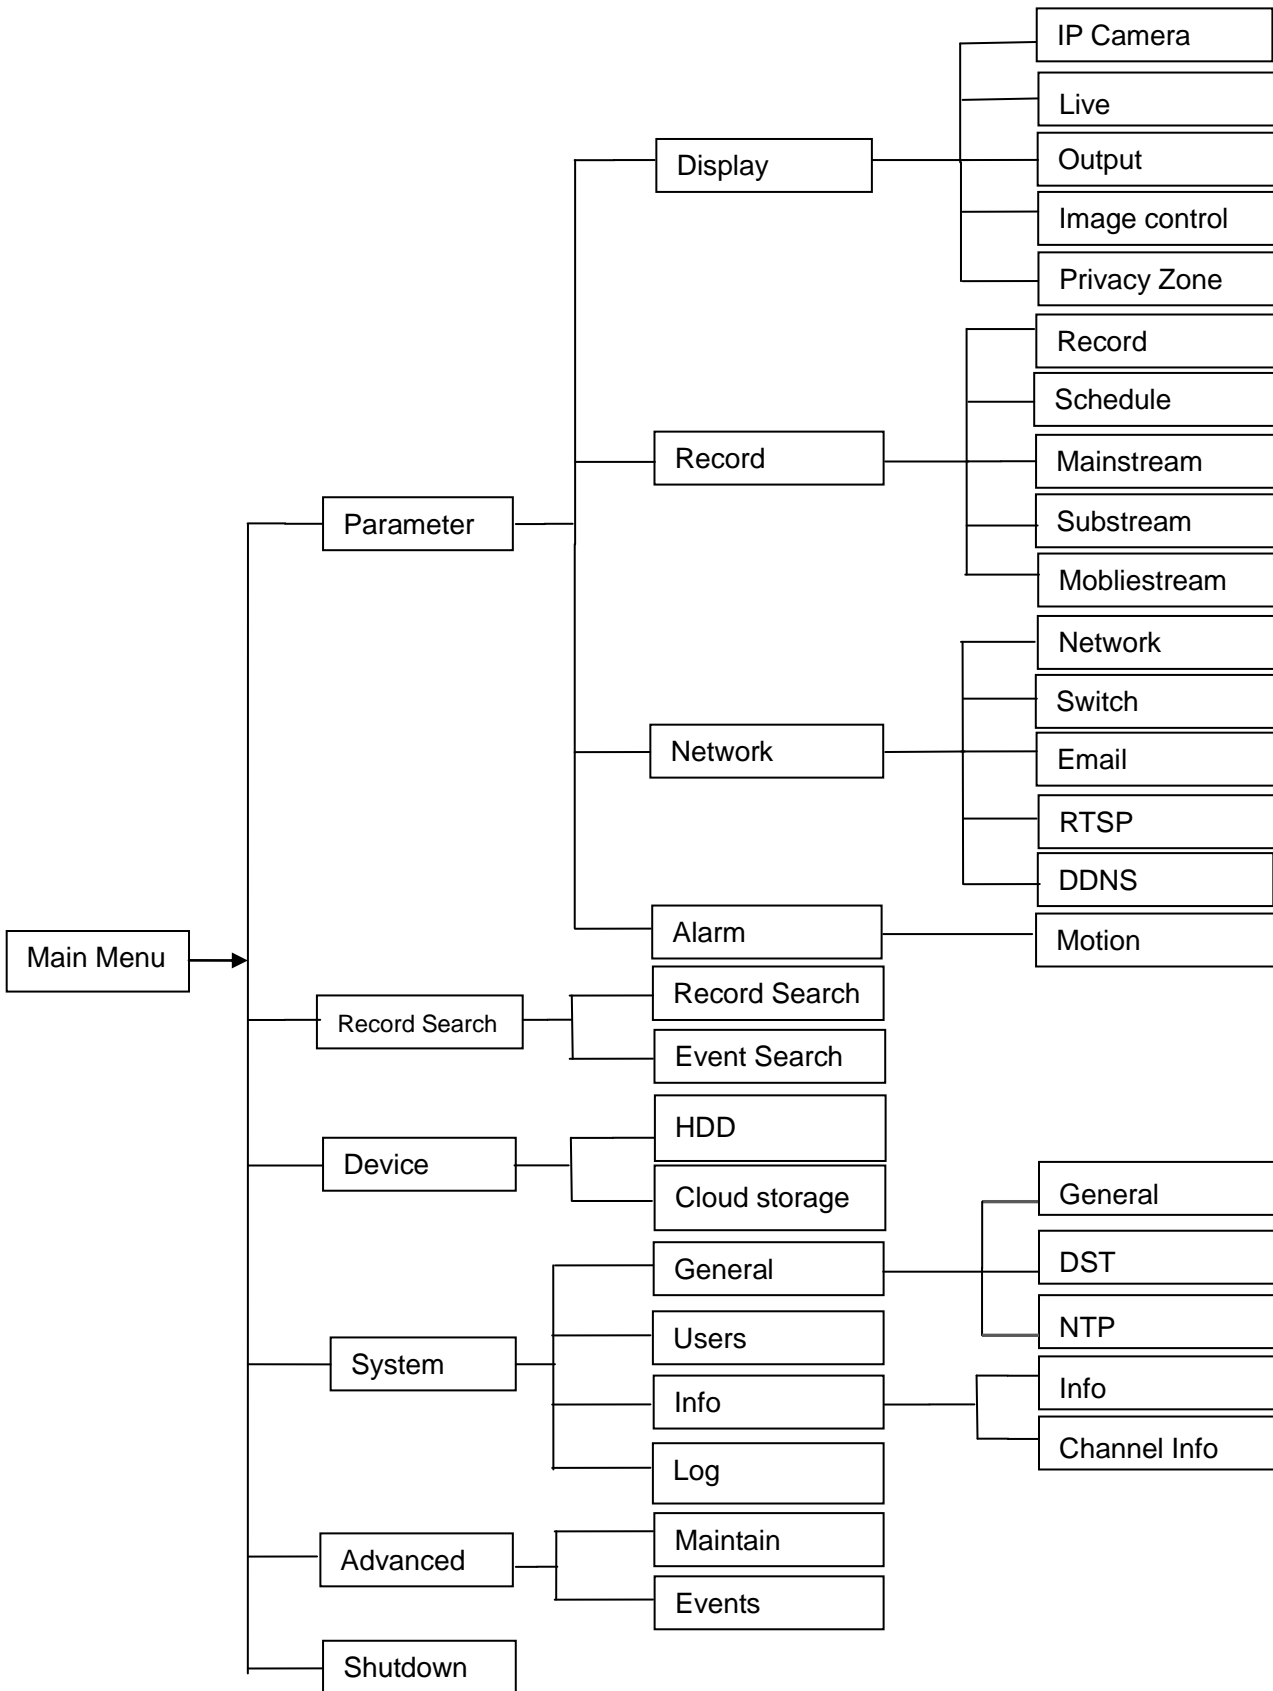 Main Menu
Parameter
Display
IP Camera
Live
Output
Image control
Privacy Zone
Record
Record
Schedule
Mainstream
Substream
Mobliestream
Network
Network
Switch
Email
RTSP
DDNS
Alarm
Motion
Record Search
Record Search
Event Search
Device
HDD
Cloud storage
System
General
General
DST
NTP
Users
Info
Info
Channel Info
Log
Advanced
Maintain
Events
Shutdown